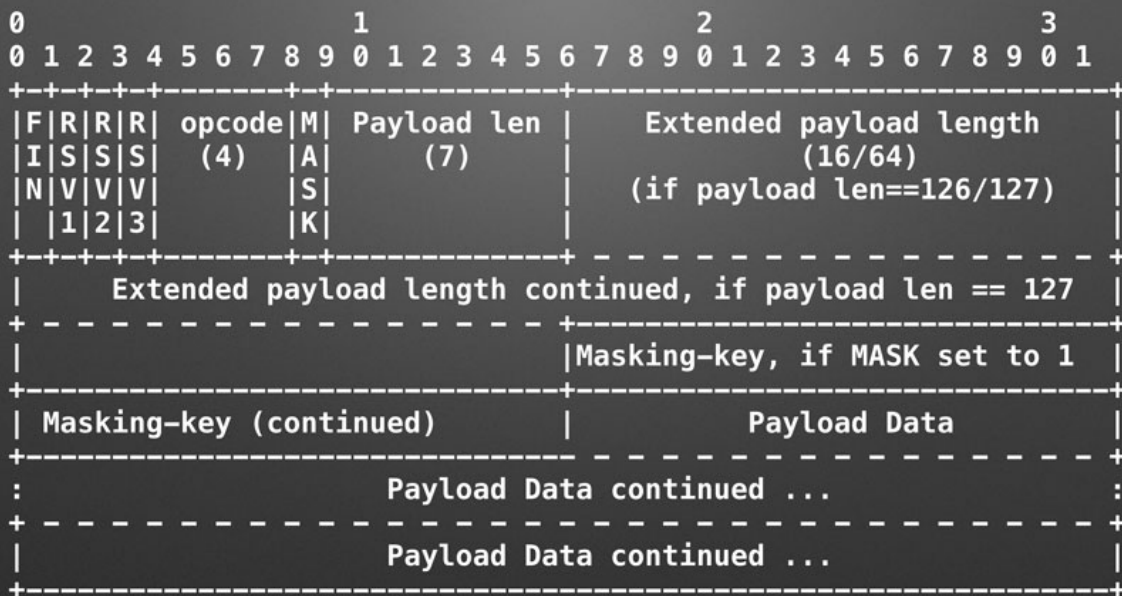 0                   1                   2                   3
0 1 2 3 4 5 6 7 8 9 0 1 2 3 4 5 6 7 8 9 0 1 2 3 4 5 6 7 8 9 0 1
+-+-+-+-+-------+-+-------------+-------------------------------+
|F|R|R|R| opcode|M| Payload len |    Extended payload length    |
|I|S|S|S|  (4)  |A|     (7)     |             (16/64)           |
|N|V|V|V|       |S|             |   (if payload len==126/127)   |
| |1|2|3|       |K|             |                               |
+-+-+-+-+-------+-+-------------+ - - - - - - - - - - - - - - - +
|     Extended payload length continued, if payload len == 127  |
+ - - - - - - - - - - - - - - - +-------------------------------+
|                               |Masking-key, if MASK set to 1  |
+-------------------------------+-------------------------------+
| Masking-key (continued)       |          Payload Data         |
+-------------------------------- - - - - - - - - - - - - - - - +
:                     Payload Data continued ...                :
+ - - - - - - - - - - - - - - - - - - - - - - - - - - - - - - - +
|                     Payload Data continued ...                |
+---------------------------------------------------------------+